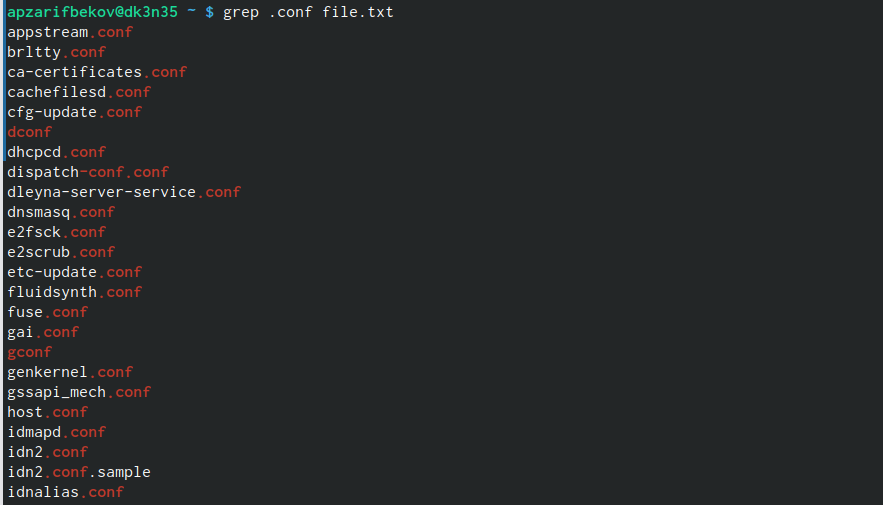 apzarifbekov@dk3n35 ~ $ grep .conf file.txt
appstream.conf
brltty.conf
ca-certificates.conf
cachefilesd.conf
cfg-update.conf
dconf
dhcpcd.conf
dispatch-conf.conf
dleyna-server-service.conf
dnsmasq.conf
e2fsck.conf
e2scrub.conf
etc-update.conf
fluidsynth.conf
fuse.conf
gai.conf
gconf
genkernel.conf
gssapi_mech.conf
host.conf
idmapd.conf
idn2.conf
idn2.conf.sample
idnalias.conf